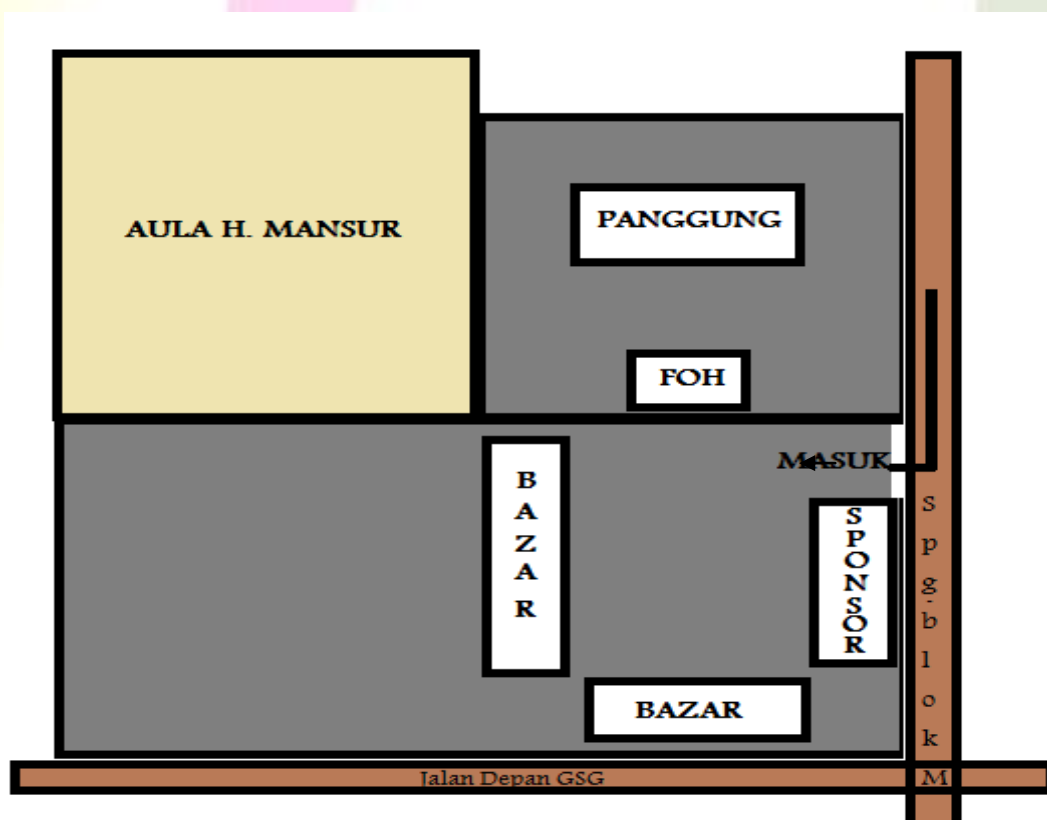 AULA H. MANSUR
PANGGUNG
FOH
MASUK
BAZAR
SPONSOR
BAZAR
Spg.blok M
Jalan Depan GSG